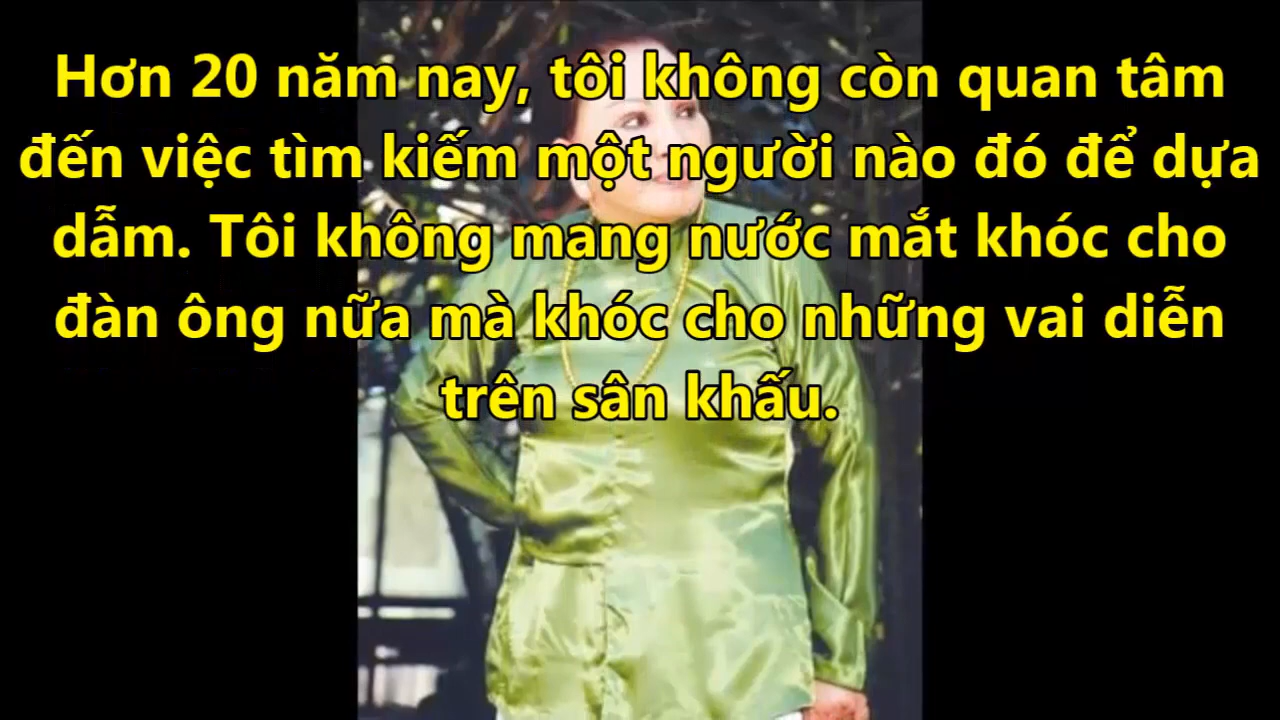 Hơn 20 năm nay, tôi không còn quan tâm
đến việc tìm kiếm một người nào đó để dựa
dẫm. Tôi không mang nước mắt khóc cho
đàn ông nữa mà khóc cho những vai diễn
trên sân khấu.